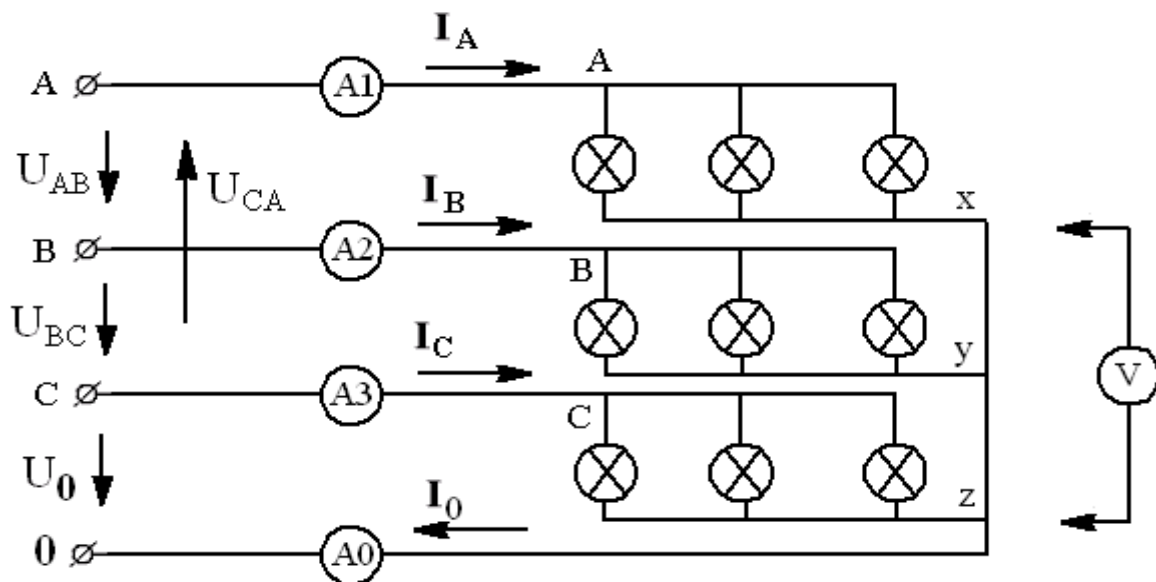 I_A
A A1 A
U_AB U_CA
I_B x
B A2 B
U_BC
I_C y V
C A3 C
U_0 z
I_0
0 A0